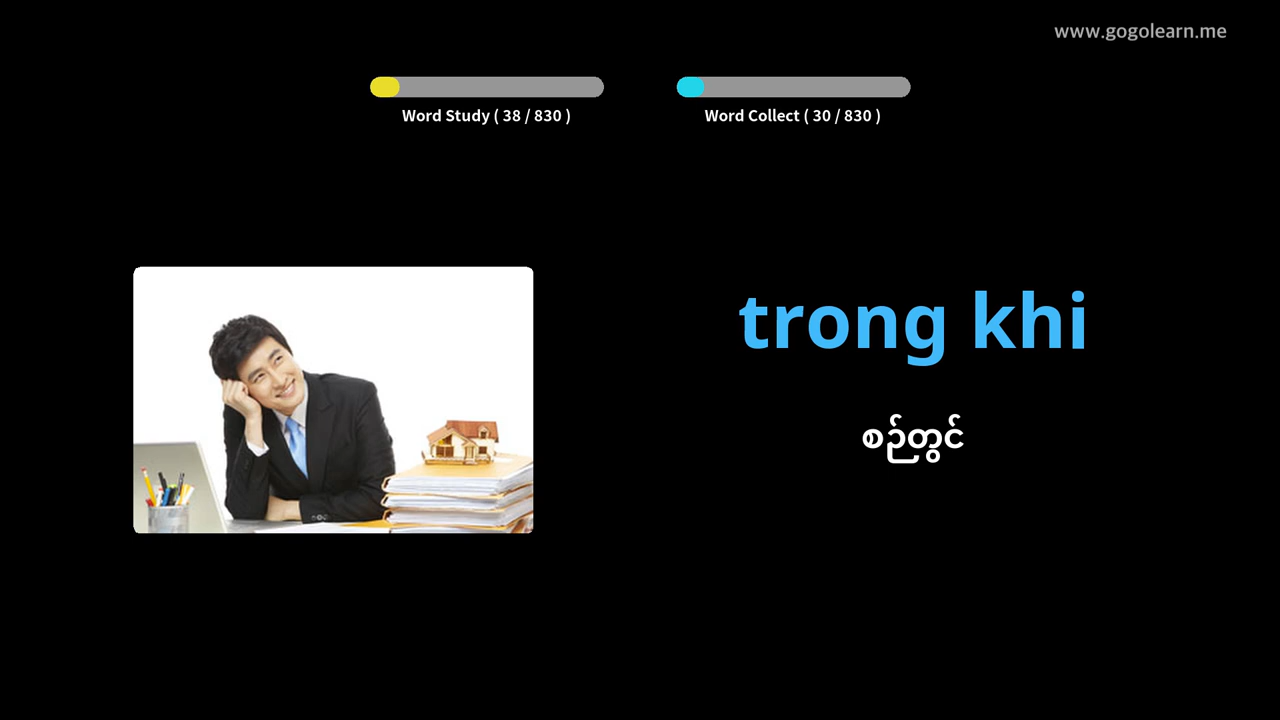 www.gogolearn.me
Word Study ( 38 / 830 )
Word Collect ( 30 / 830 )
trong khi
စဉ်တွင်